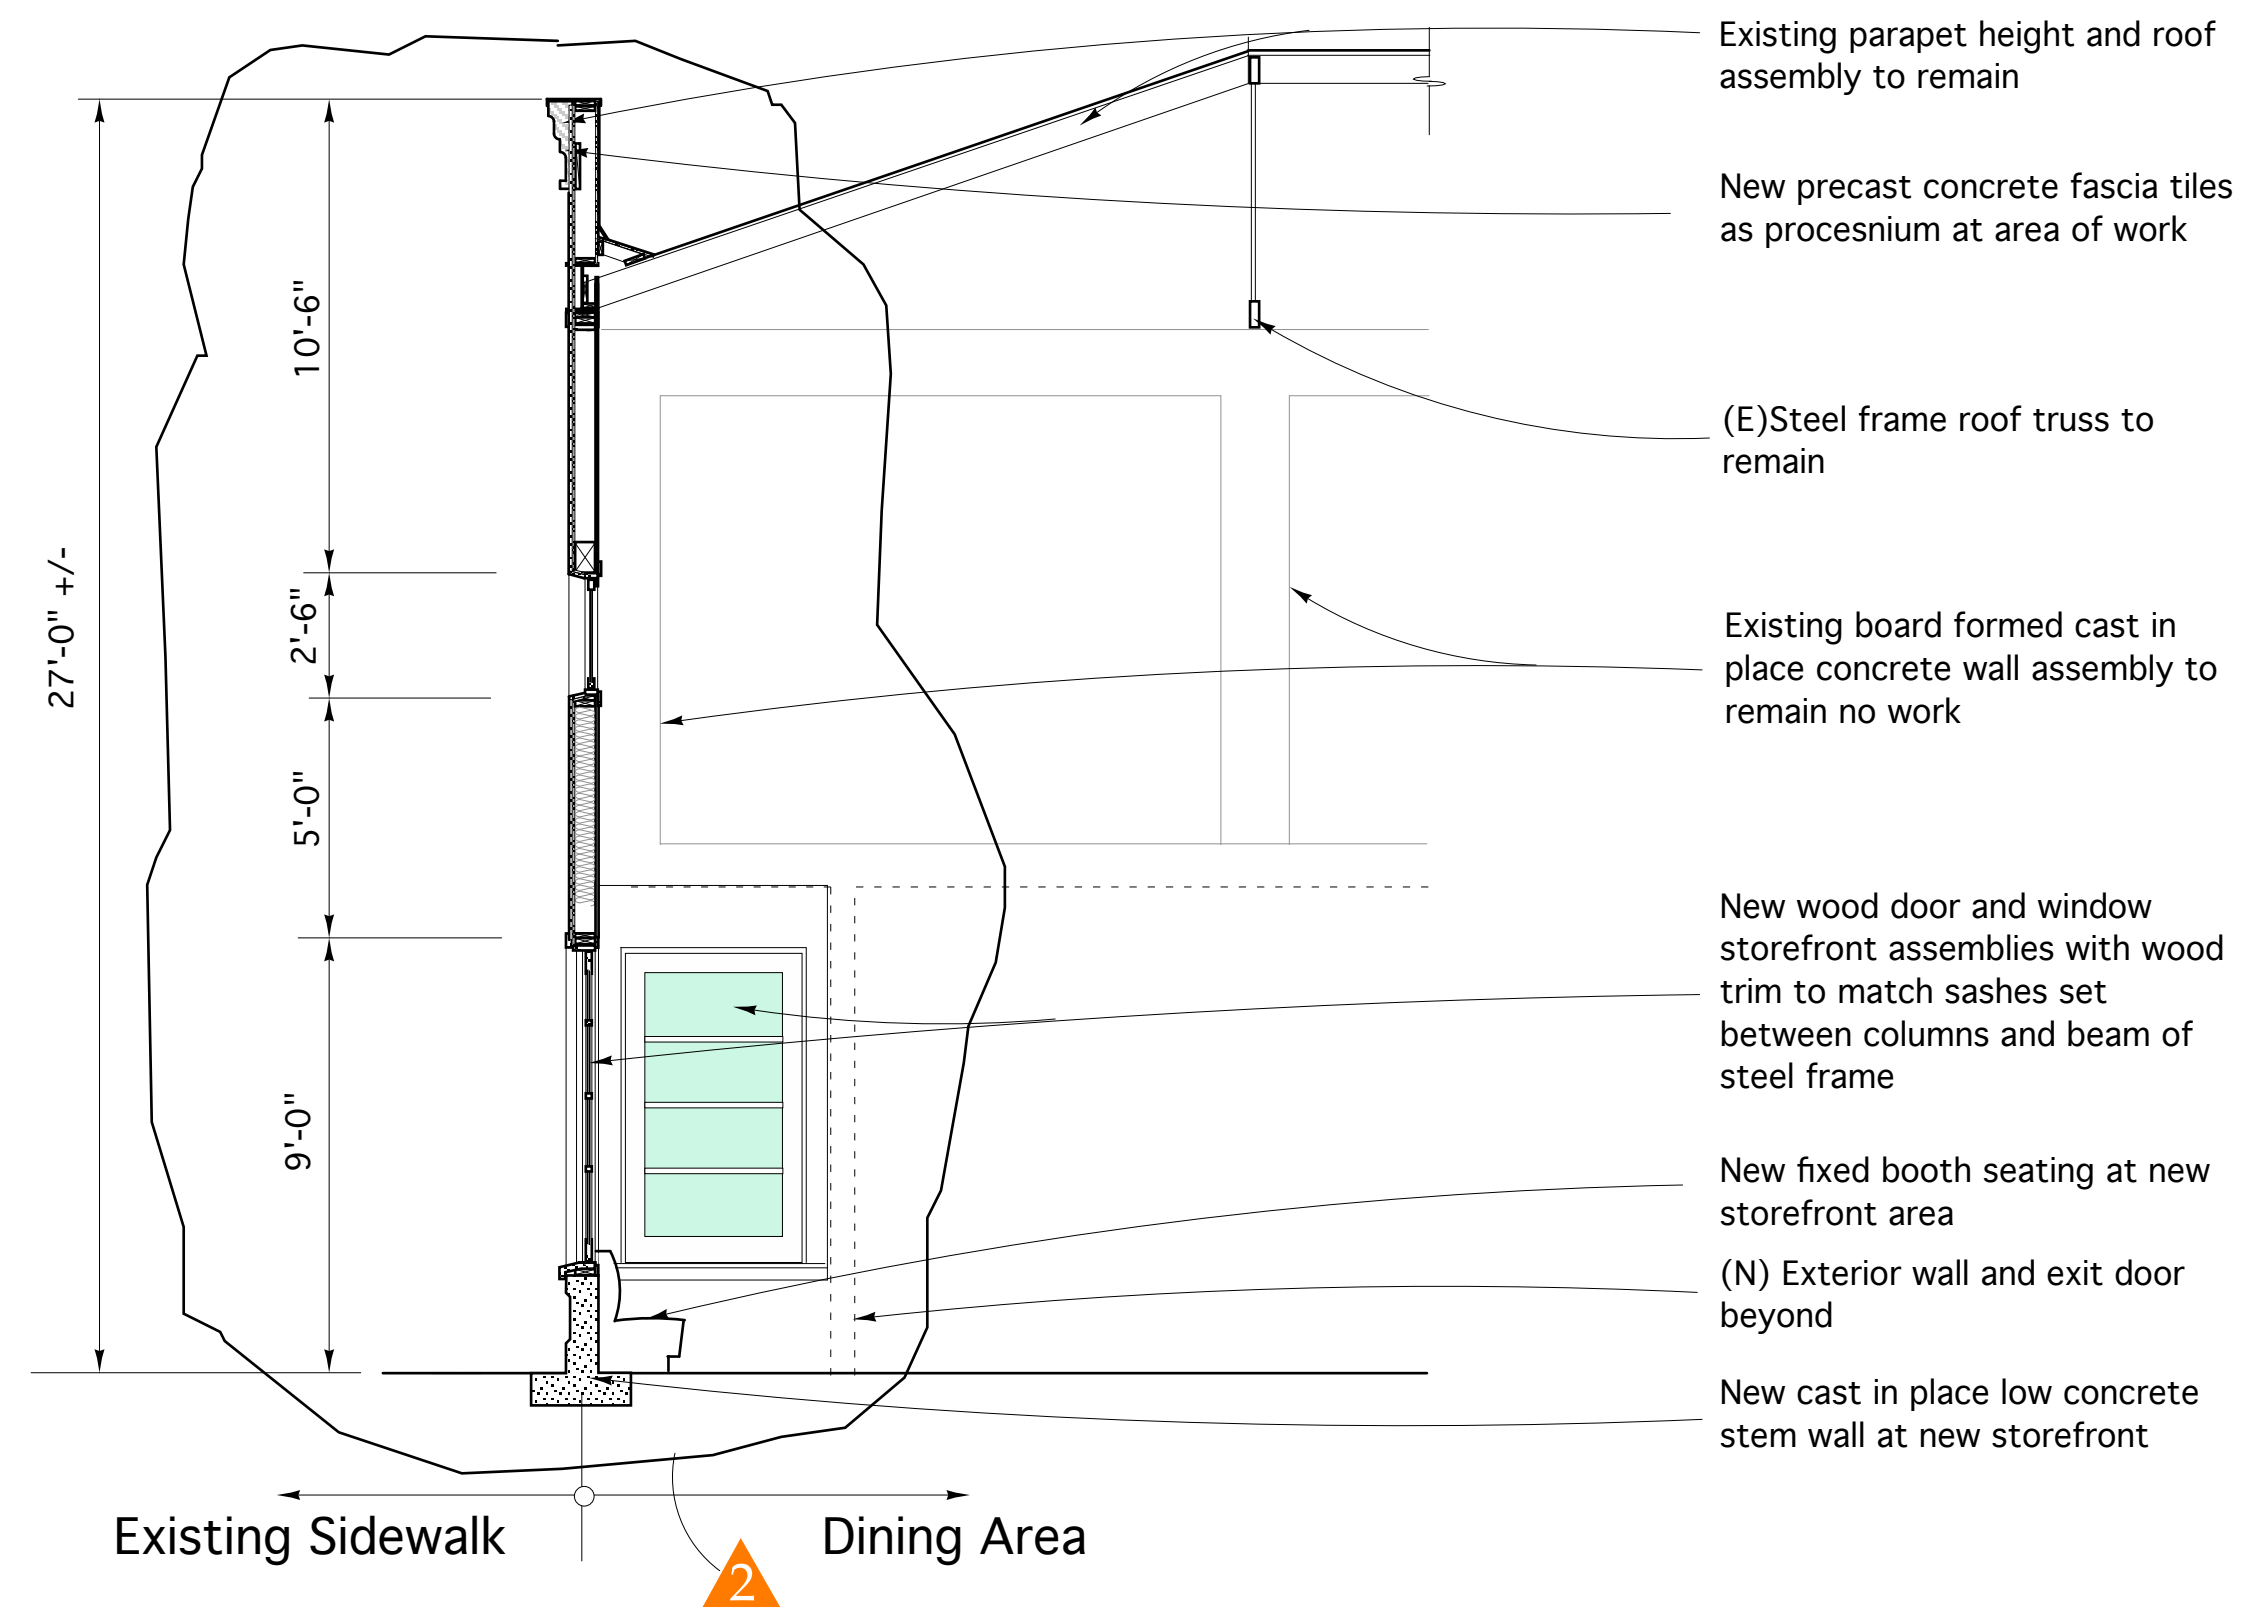 Existing parapet height and roof
assembly to remain
New precast concrete fascia tiles
as procesnium at area of work
(E)Steel frame roof truss to
remain
Existing board formed cast in
place concrete wall assembly to
remain no work
New wood door and window
storefront assemblies with wood
trim to match sashes set
between columns and beam of
steel frame
New fixed booth seating at new
storefront area
(N) Exterior wall and exit door
beyond
New cast in place low concrete
stem wall at new storefront
27'-0" +/-
10'-6"
2'-6"
5'-0"
9'-0"
Existing Sidewalk
Dining Area
2